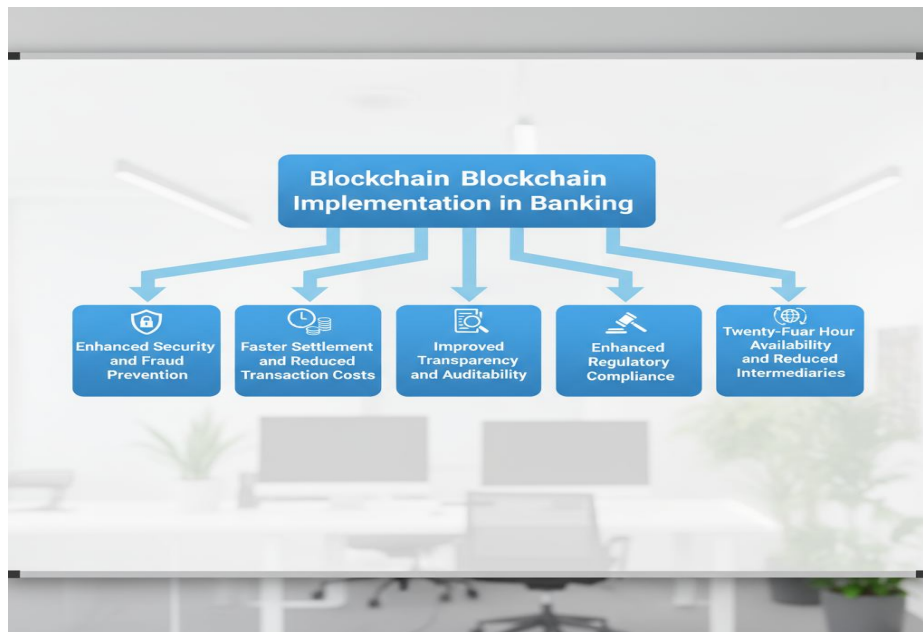 Blockchain Blockchain
Implementation in Banking
Enhanced Security
and Fraud
Prevention
Faster Settlement
and Reduced
Transaction Costs
Improved
Transparency
and Auditability
Enhanced
Regulatory
Compliance
Twenty-Fuar Hour
Availability
and Reduced
Intermediaries